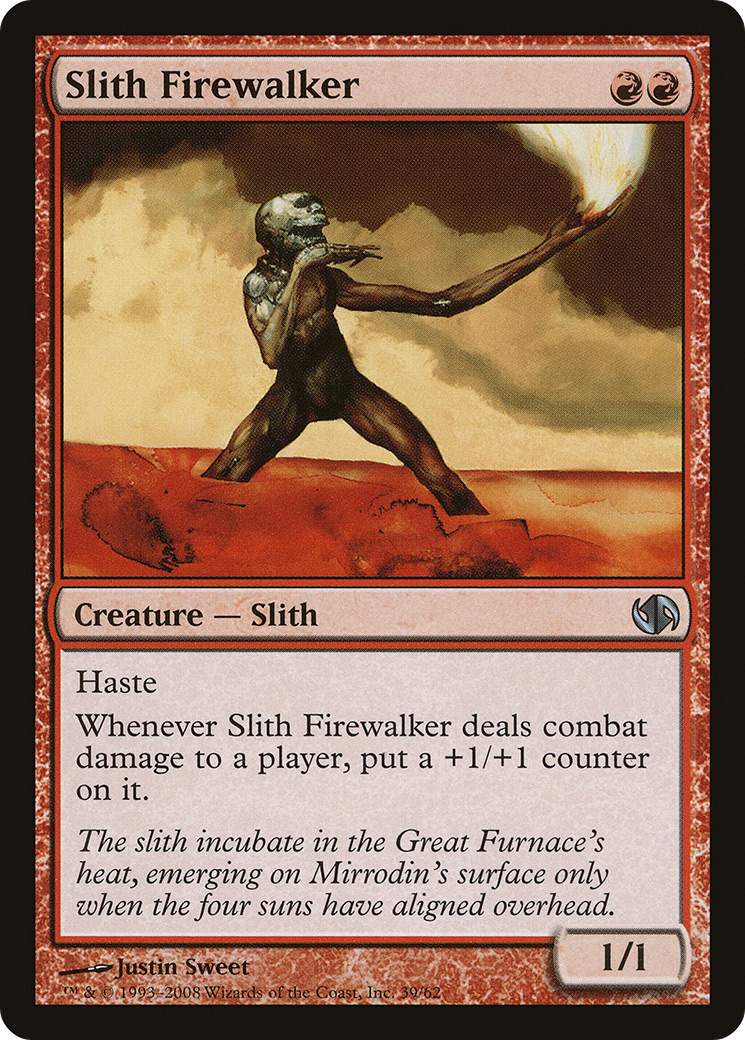 Slith Firewalker
Creature — Slith
Haste
Whenever Slith Firewalker deals combat
damage to a player, put a +1/+1 counter
on it.
The slith incubate in the Great Furnace's
heat, emerging on Mirrodin's surface only
when the four suns have aligned overhead.
1/1
Justin Sweet
™ & © 1993–2008 Wizards of the Coast, Inc. 39/62